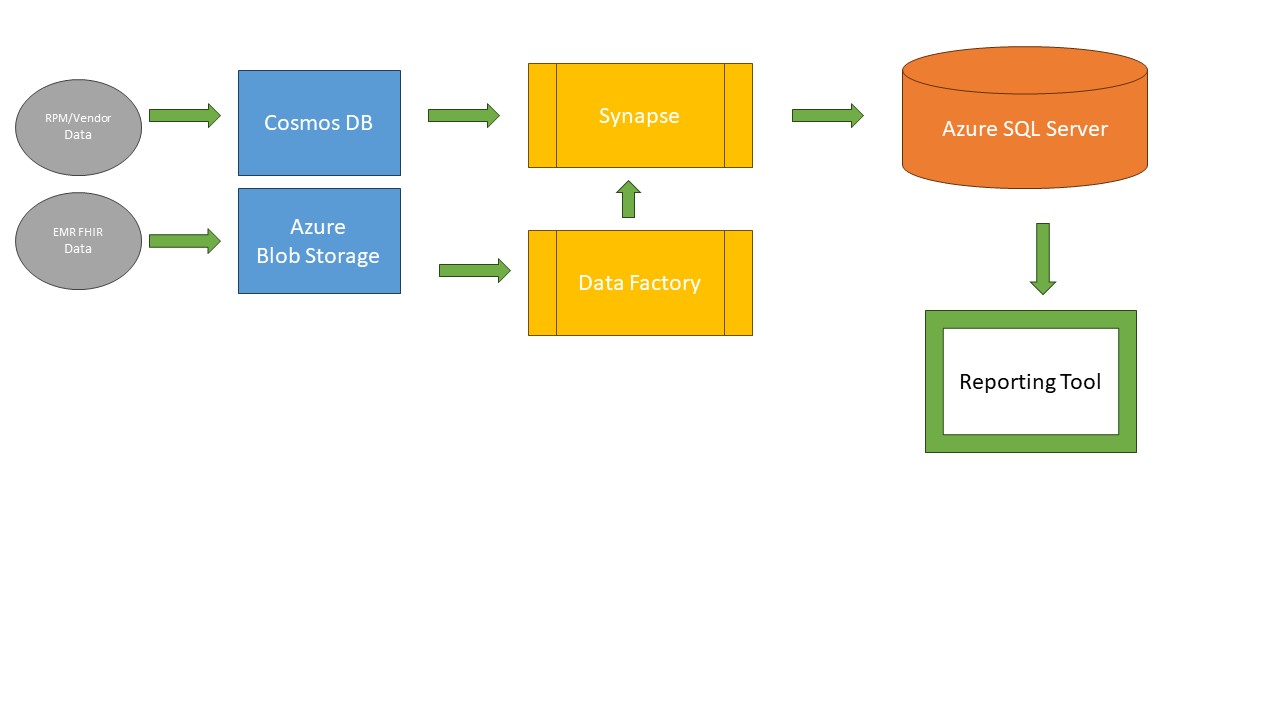 RPM/Vendor
Data
Cosmos DB
Synapse
Azure SQL Server
EMR FHIR
Data
Azure
Blob Storage
Data Factory
Reporting Tool